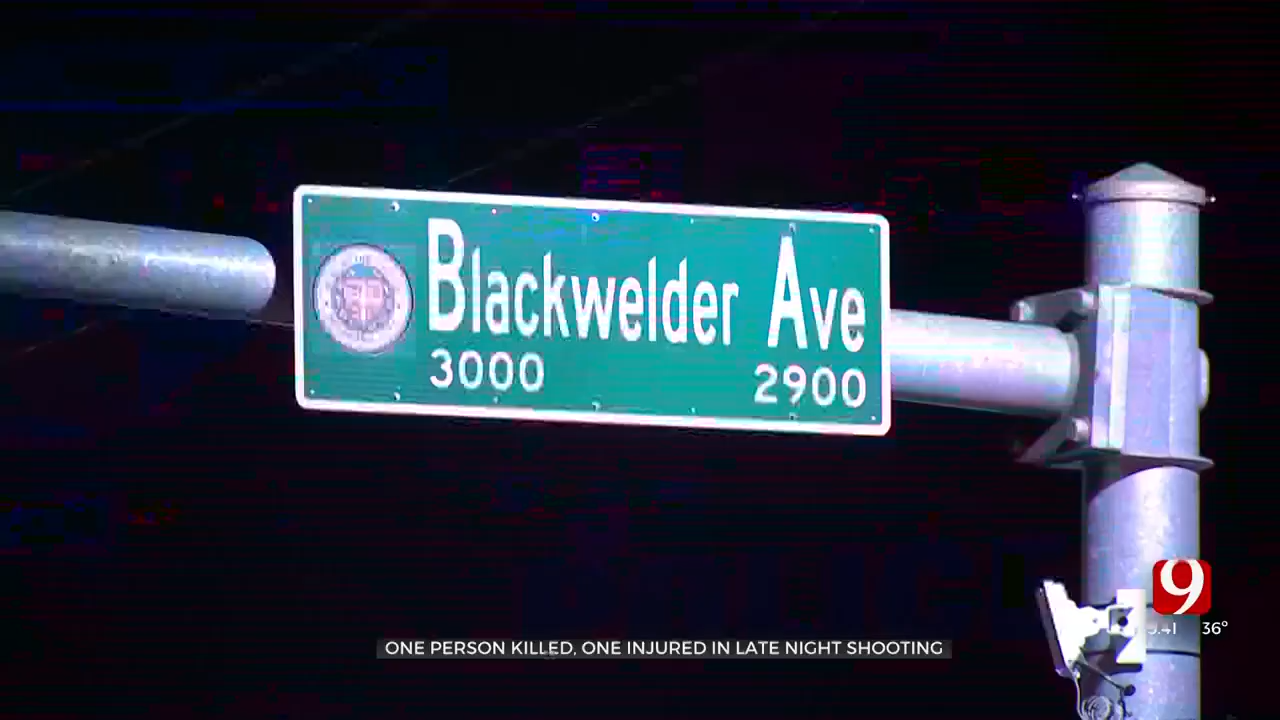 Blackwelder Ave
3000 2900
9
36°
ONE PERSON KILLED, ONE INJURED IN LATE NIGHT SHOOTING